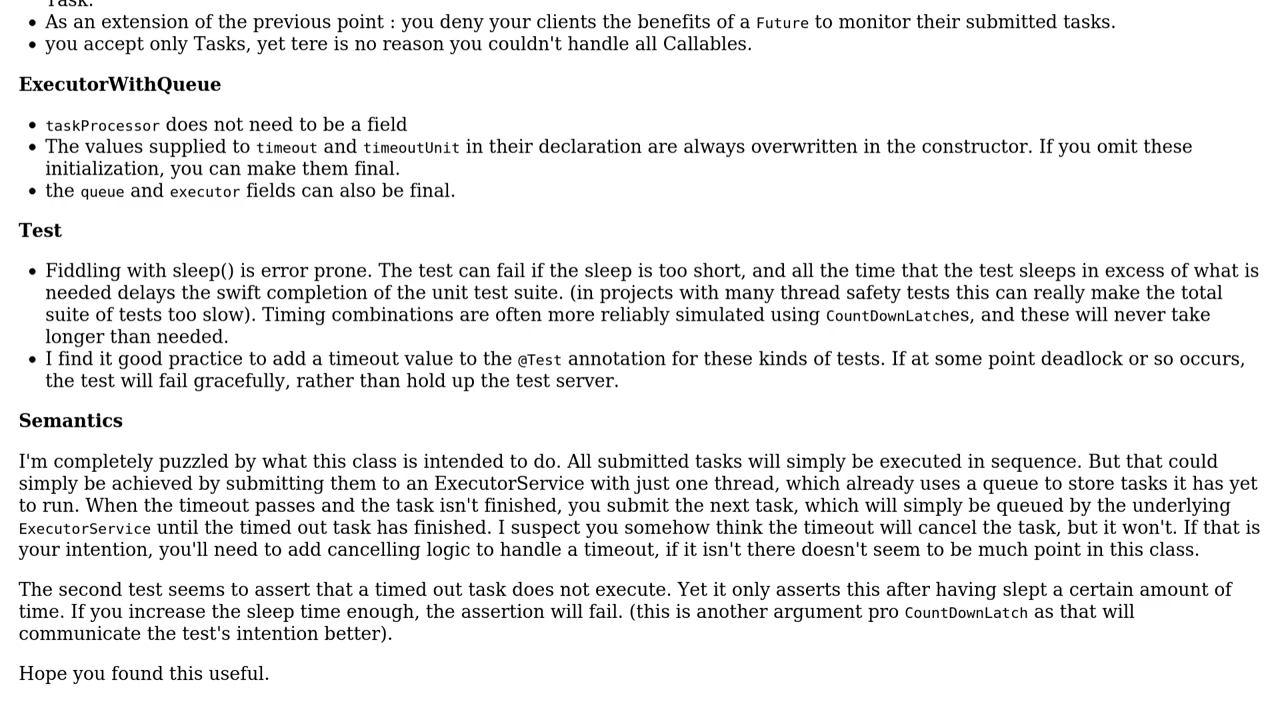 Task.
As an extension of the previous point : you deny your clients the benefits of a Future to monitor their submitted tasks.
you accept only Tasks, yet tere is no reason you couldn't handle all Callables.
ExecutorWithQueue
taskProcessor does not need to be a field
The values supplied to timeout and timeoutUnit in their declaration are always overwritten in the constructor. If you omit these
initialization, you can make them final.
the queue and executor fields can also be final.
Test
Fiddling with sleep() is error prone. The test can fail if the sleep is too short, and all the time that the test sleeps in excess of what is
needed delays the swift completion of the unit test suite. (in projects with many thread safety tests this can really make the total
suite of tests too slow). Timing combinations are often more reliably simulated using CountDownLatches, and these will never take
longer than needed.
I find it good practice to add a timeout value to the @Test annotation for these kinds of tests. If at some point deadlock or so occurs,
the test will fail gracefully, rather than hold up the test server.
Semantics
I'm completely puzzled by what this class is intended to do. All submitted tasks will simply be executed in sequence. But that could
simply be achieved by submitting them to an ExecutorService with just one thread, which already uses a queue to store tasks it has yet
to run. When the timeout passes and the task isn't finished, you submit the next task, which will simply be queued by the underlying
ExecutorService until the timed out task has finished. I suspect you somehow think the timeout will cancel the task, but it won't. If that is
your intention, you'll need to add cancelling logic to handle a timeout, if it isn't there doesn't seem to be much point in this class.
The second test seems to assert that a timed out task does not execute. Yet it only asserts this after having slept a certain amount of
time. If you increase the sleep time enough, the assertion will fail. (this is another argument pro CountDownLatch as that will
communicate the test's intention better).
Hope you found this useful.